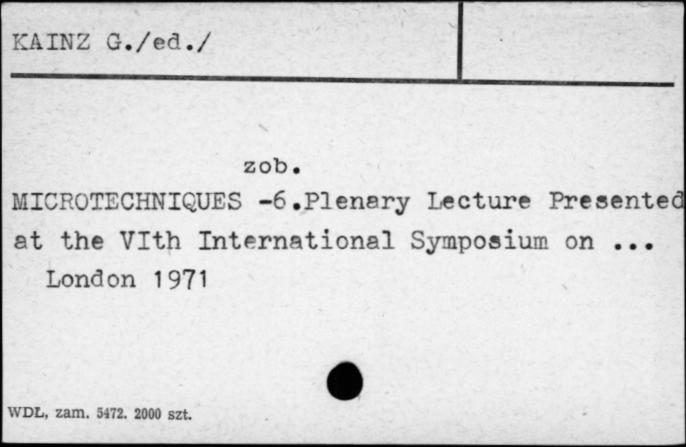 KAINZ G./ed./
zob.
MICROTECHNIQUES -6.Plenary Lecture Presented
at the VIth International Symposium on ...
London 1971
WDŁ, zam. 5472. 2000 szt.